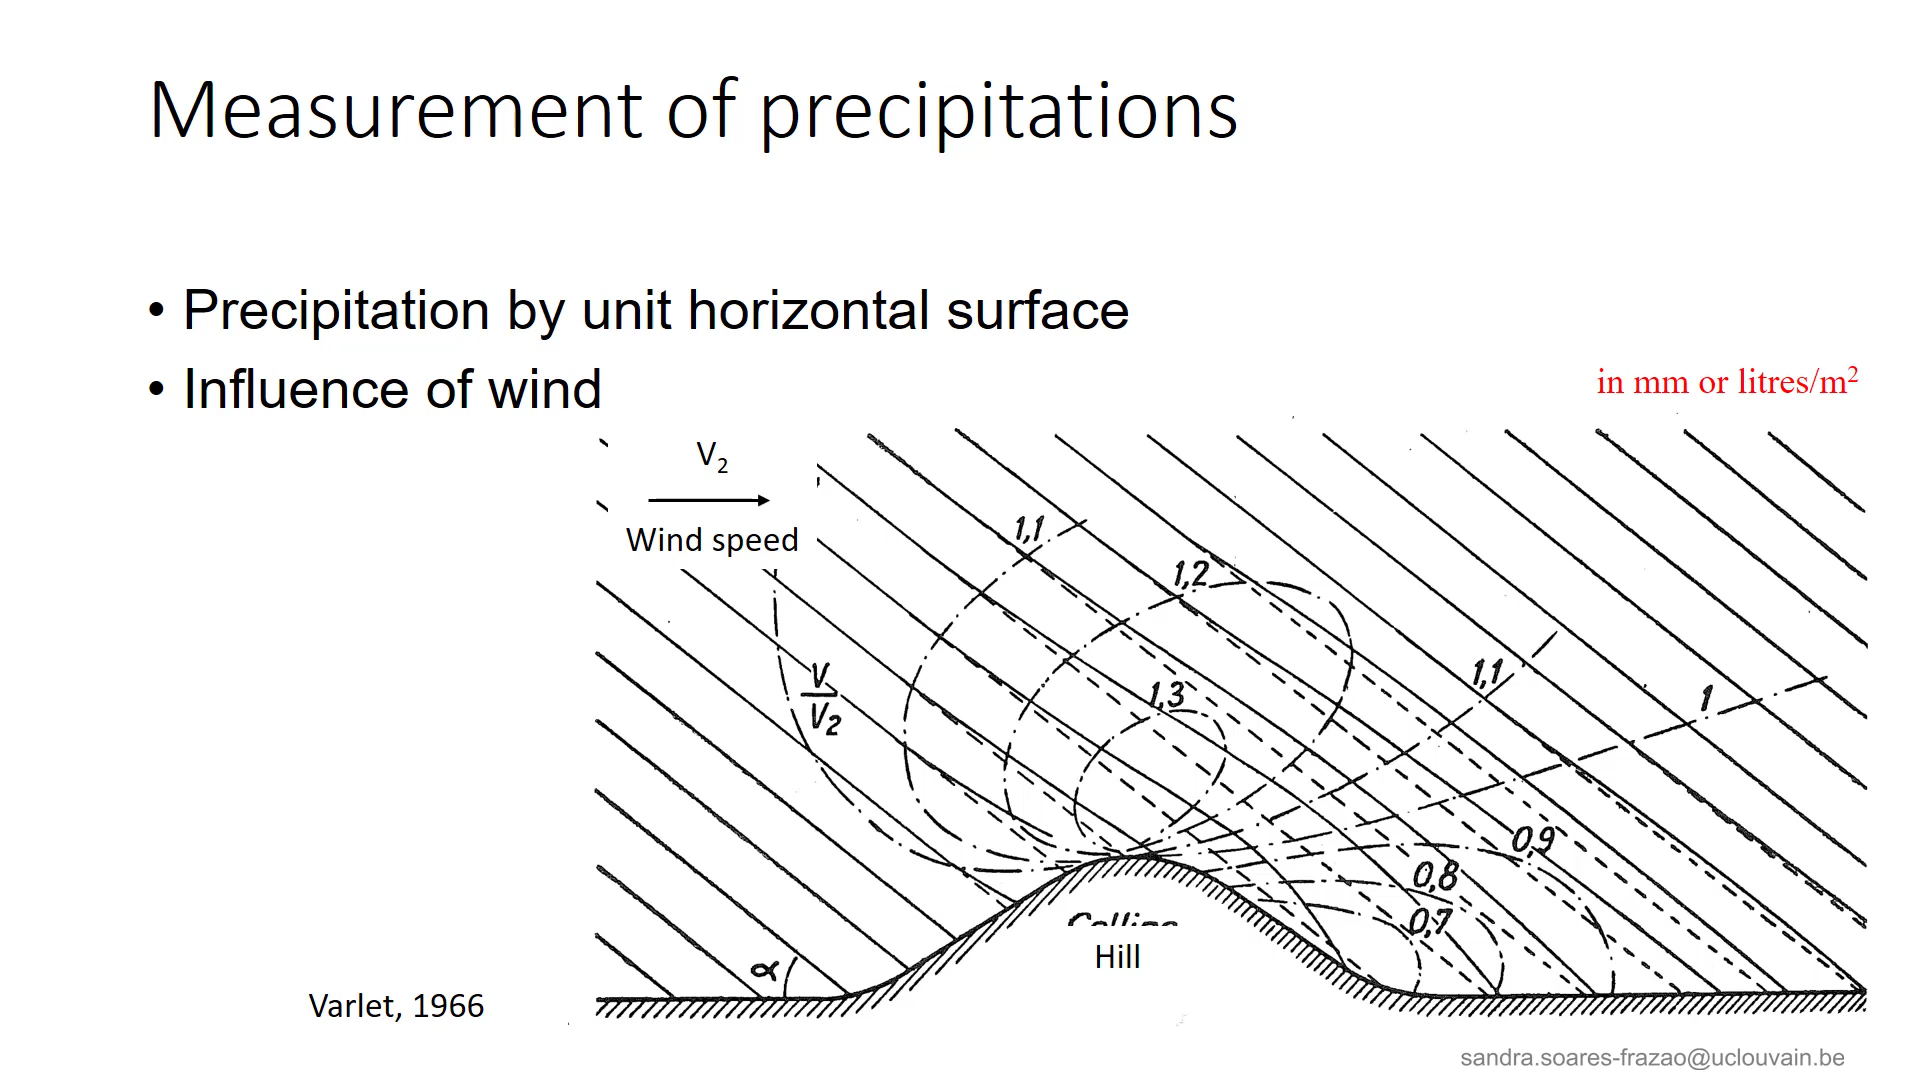 Measurement of precipitations
• Precipitation by unit horizontal surface
• Influence of wind
in mm or litres/m²
V₂
Wind speed
1,1
1,2
V/V₂
1,3
1,1
1
0,9
0,8
0,7
α
Hill
Varlet, 1966
sandra.soares-frazao@uclouvain.be